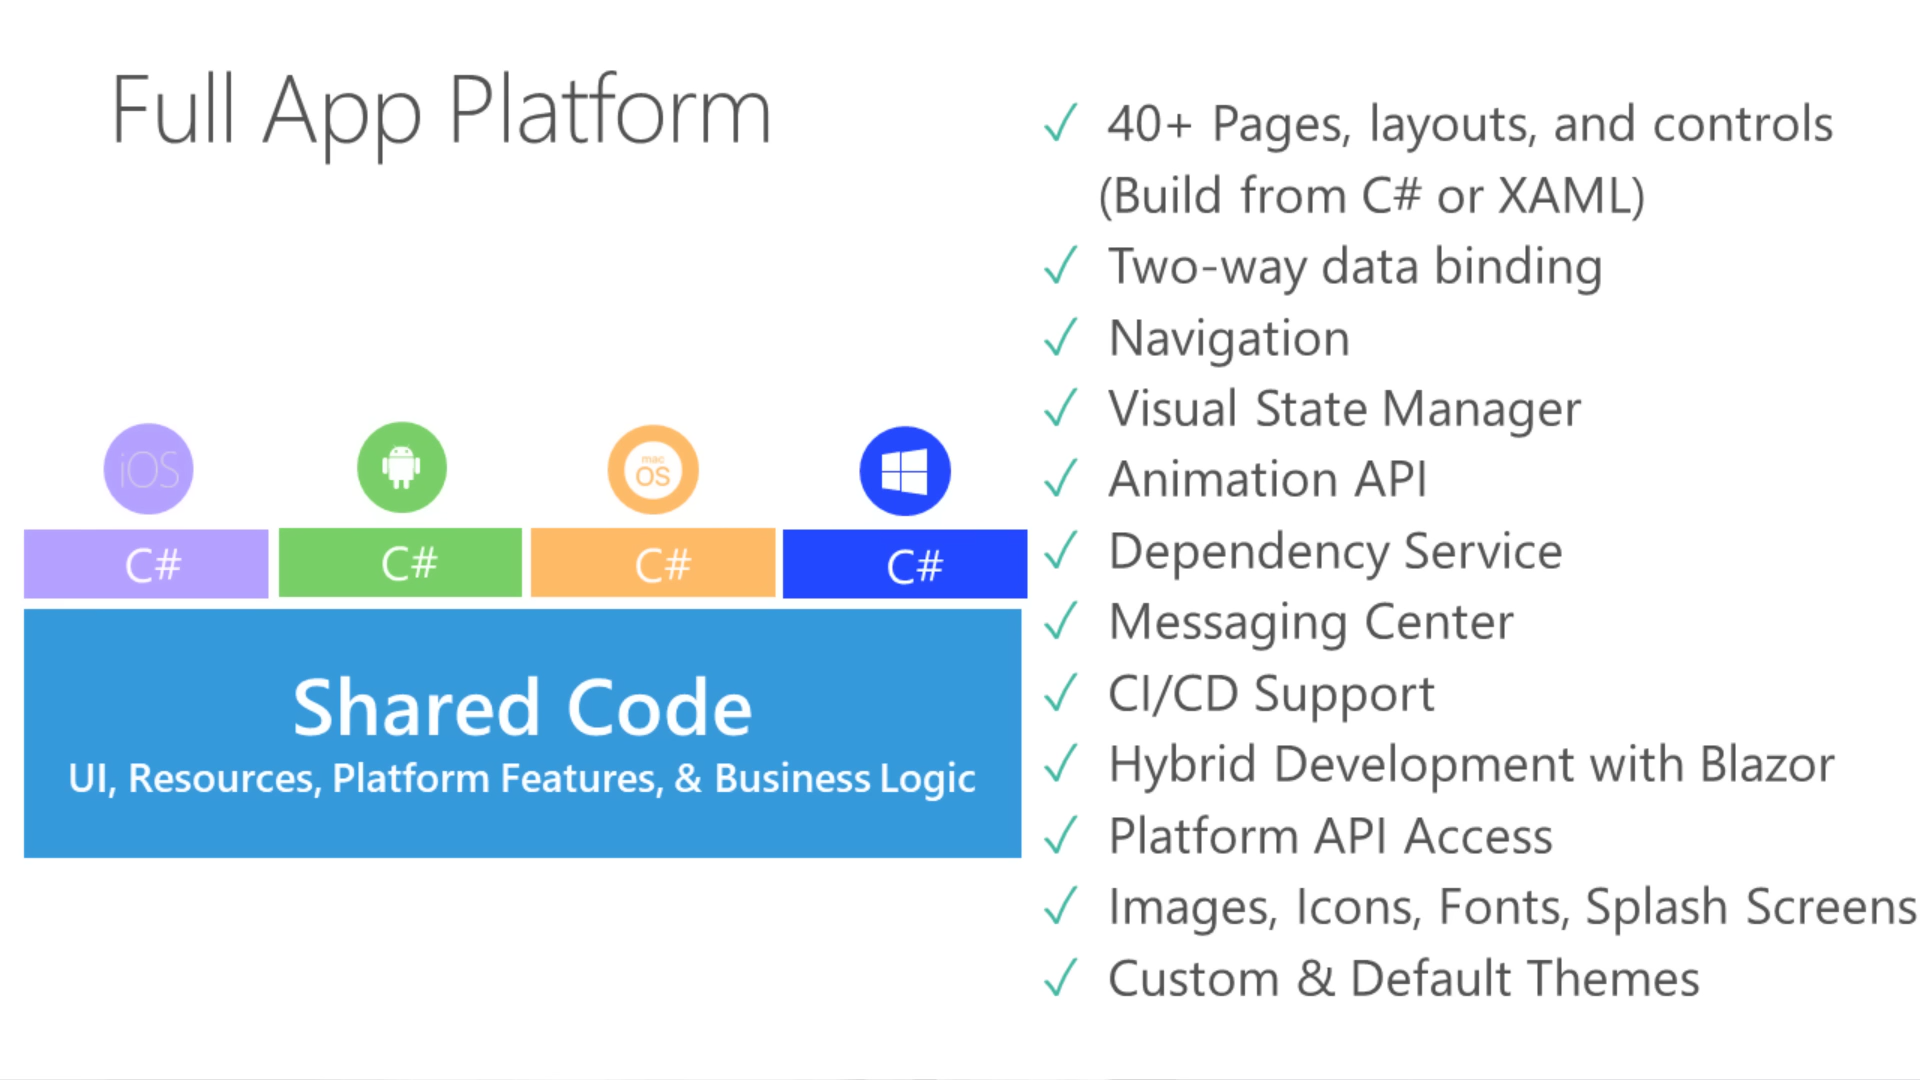 Full App Platform
iOS
mac
OS
C#
C#
C#
C#
Shared Code
UI, Resources, Platform Features, & Business Logic
✓ 40+ Pages, layouts, and controls
(Build from C# or XAML)
✓ Two-way data binding
✓ Navigation
✓ Visual State Manager
✓ Animation API
✓ Dependency Service
✓ Messaging Center
✓ CI/CD Support
✓ Hybrid Development with Blazor
✓ Platform API Access
✓ Images, Icons, Fonts, Splash Screens
✓ Custom & Default Themes